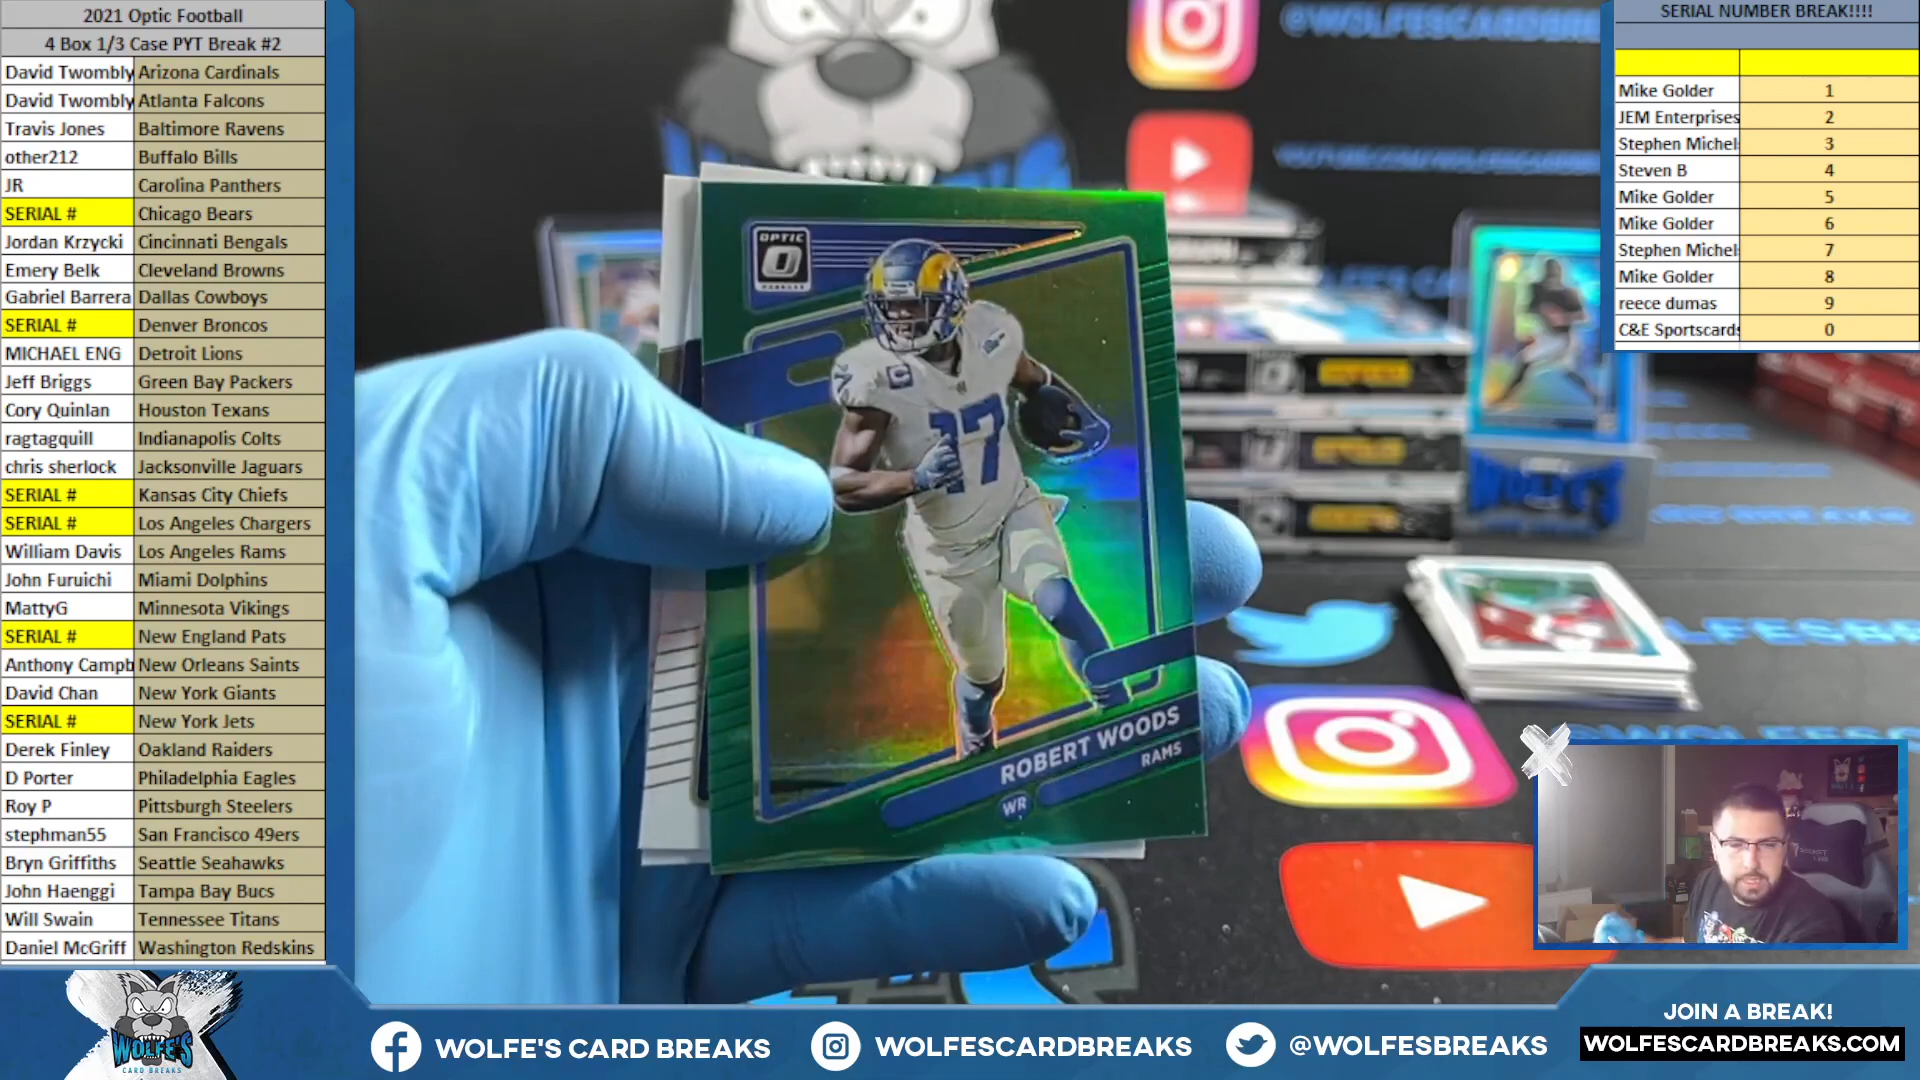 2021 Optic Football
4 Box 1/3 Case PYT Break #2
David Twombly Arizona Cardinals
David Twombly Atlanta Falcons
Travis Jones Baltimore Ravens
other212 Buffalo Bills
JR Carolina Panthers
SERIAL # Chicago Bears
Jordan Krzycki Cincinnati Bengals
Emery Belk Cleveland Browns
Gabriel Barrera Dallas Cowboys
SERIAL # Denver Broncos
MICHAEL ENG Detroit Lions
Jeff Briggs Green Bay Packers
Cory Quinlan Houston Texans
ragtagquill Indianapolis Colts
chris sherlock Jacksonville Jaguars
SERIAL # Kansas City Chiefs
SERIAL # Los Angeles Chargers
William Davis Los Angeles Rams
John Furuichi Miami Dolphins
MattyG Minnesota Vikings
SERIAL # New England Pats
Anthony Campb New Orleans Saints
David Chan New York Giants
SERIAL # New York Jets
Derek Finley Oakland Raiders
D Porter Philadelphia Eagles
Roy P Pittsburgh Steelers
stephman55 San Francisco 49ers
Bryn Griffiths Seattle Seahawks
John Haenggi Tampa Bay Bucs
Will Swain Tennessee Titans
Daniel McGriff Washington Redskins
@WOLFESCARDBRE
OPTIC
17
ROBERT WOODS
RAMS
WR
SERIAL NUMBER BREAK!!!!
Mike Golder 1
JEM Enterprises 2
Stephen Michel 3
Steven B 4
Mike Golder 5
Mike Golder 6
Stephen Michel 7
Mike Golder 8
reece dumas 9
C&E Sportscards 0
WOLFE'S
CARD BREAKS
WOLFE'S CARD BREAKS
WOLFESCARDBREAKS
@WOLFESBREAKS
JOIN A BREAK!
WOLFESCARDBREAKS.COM